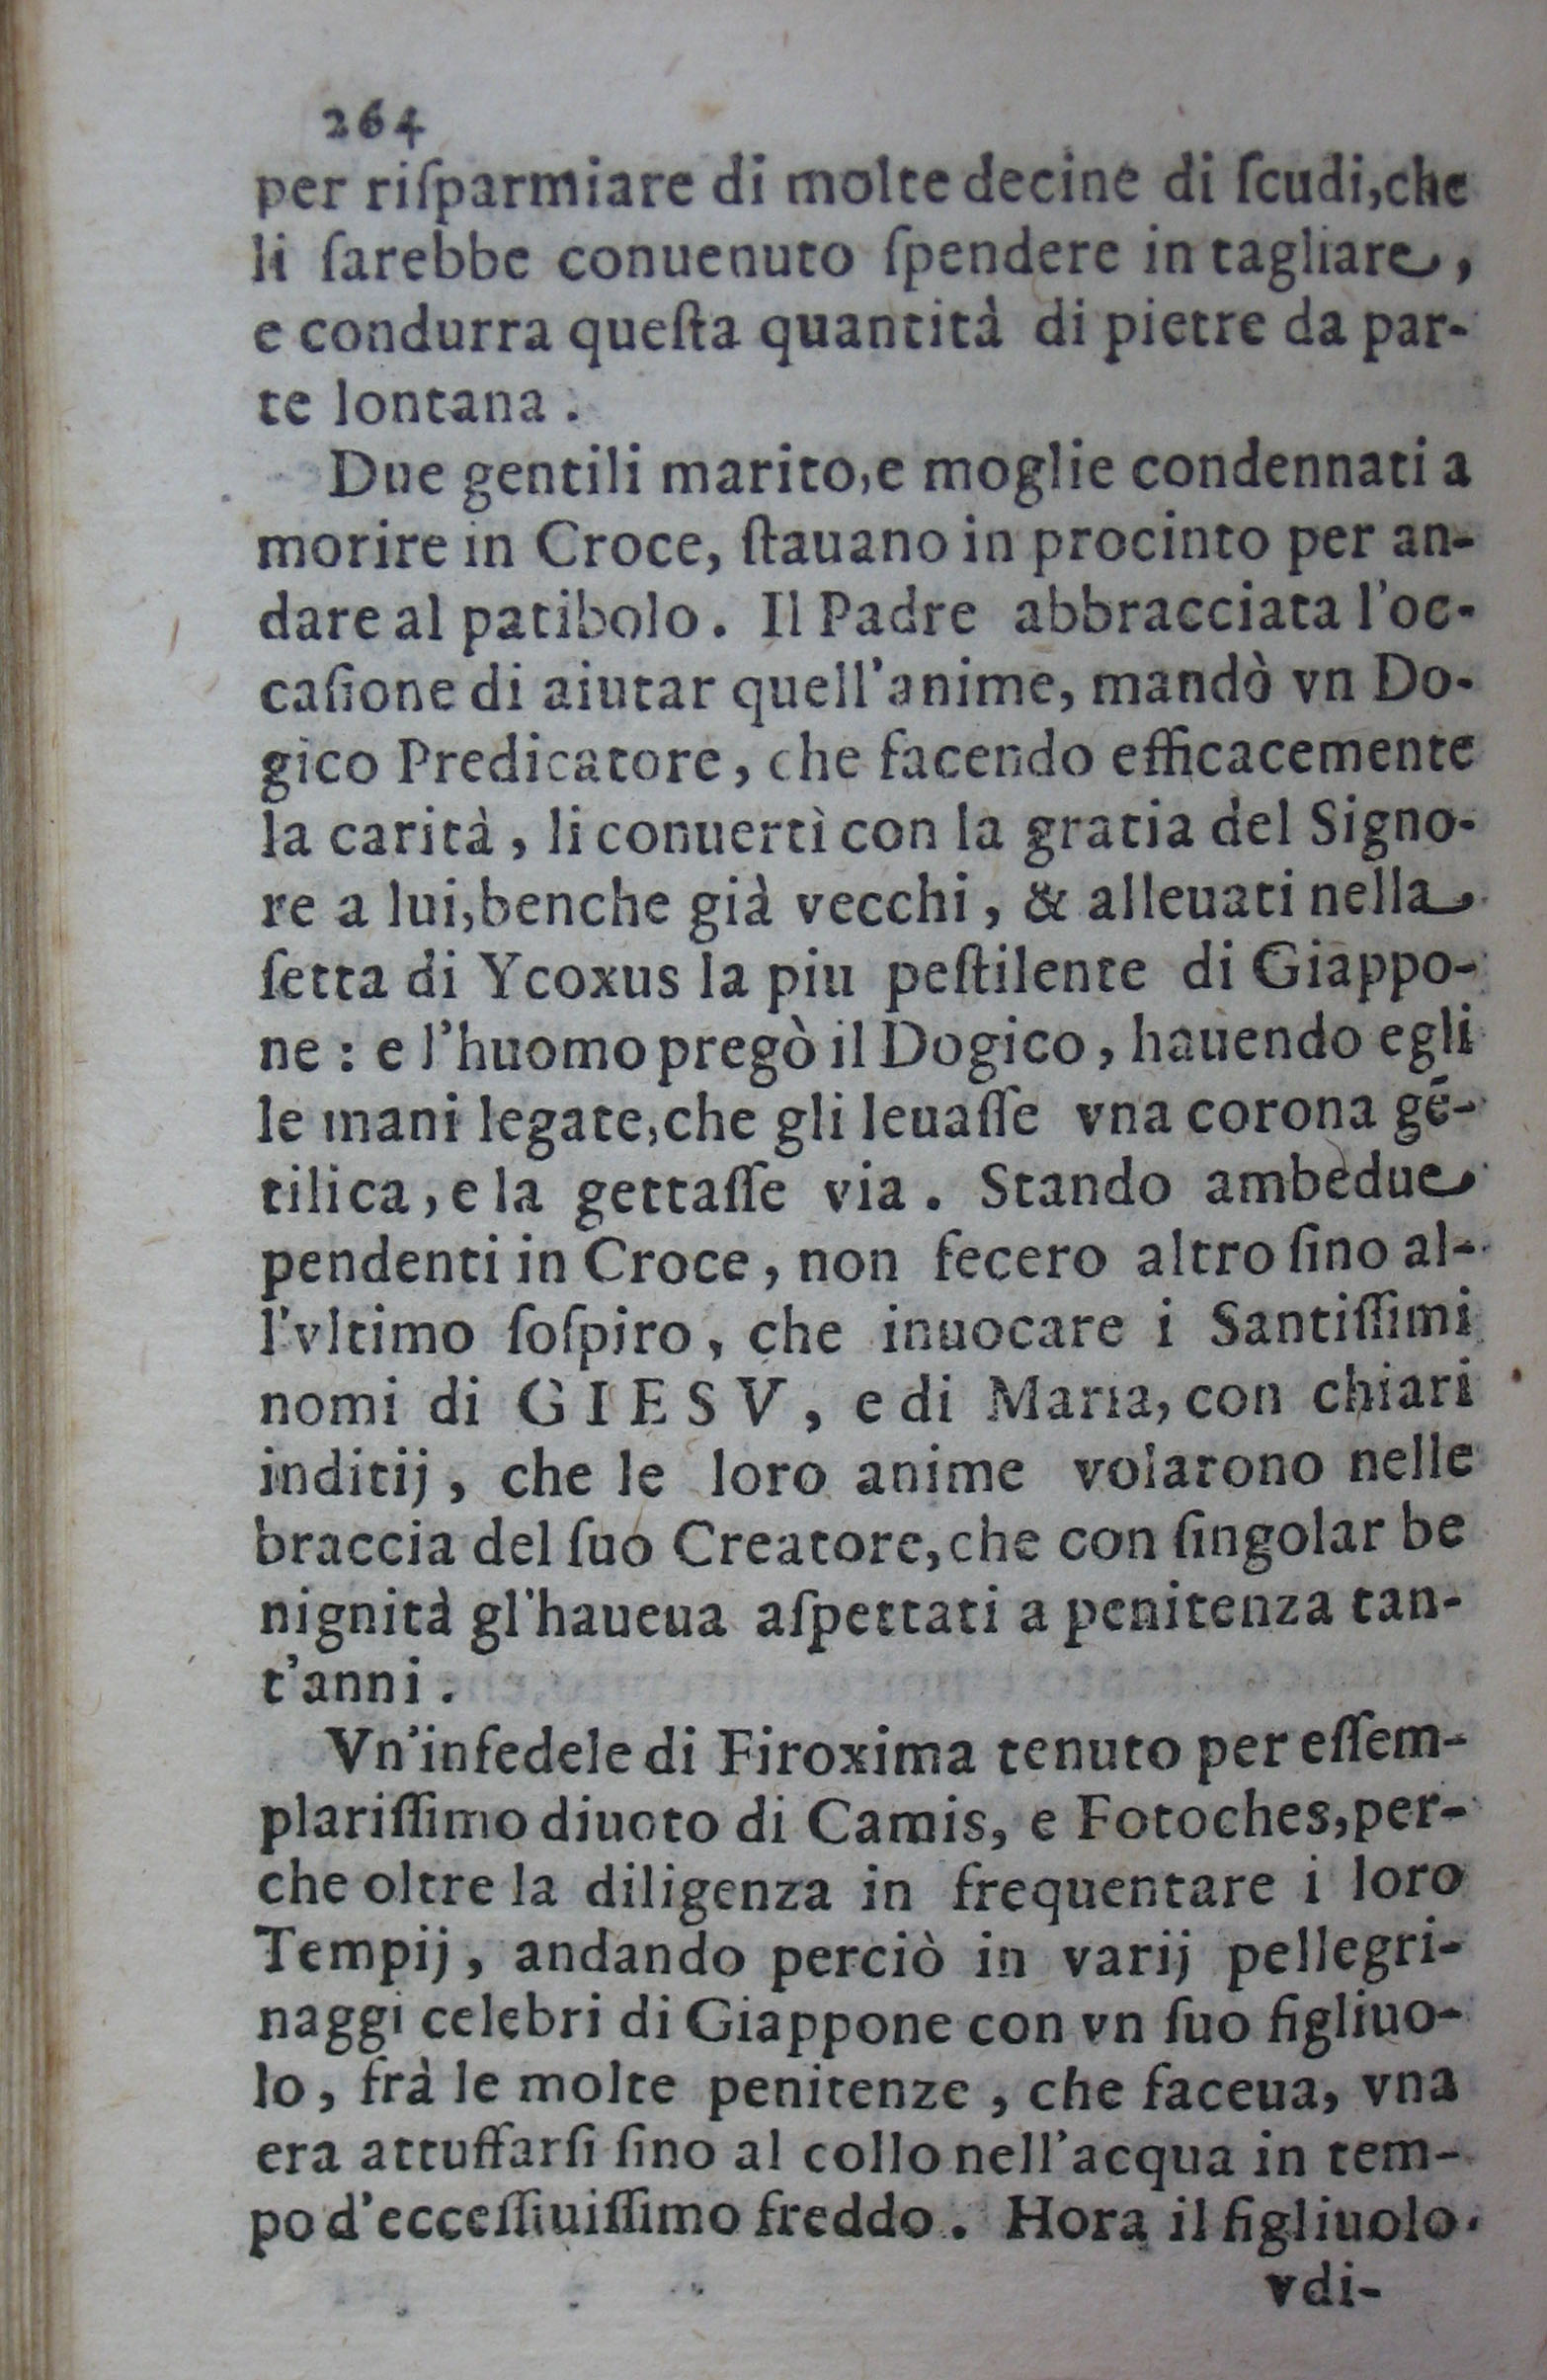 264
per riſparmiare di molte decine di ſcudi,che
li ſarebbe conuenuto ſpendere in tagliare,
e condurra queſta quantità di pietre da par-
te lontana.
Due gentili marito,e moglie condennati a
morire in Croce, ſtauano in procinto per an-
dare al patibolo. Il Padre abbracciata l'oc-
caſione di aiutar quell'anime, mandò vn Do-
gico Predicatore, che facendo efficacemente
la carità, li conuertì con la gratia del Signo-
re a lui,benche già vecchi, & alleuati nella
ſetta di Ycoxus la piu peſtilente di Giappo-
ne: e l'huomo pregò il Dogico, hauendo egli
le mani legate,che gli leuaſſe vna corona gē-
tilica, e la gettaſſe via. Stando ambedue
pendenti in Croce, non fecero altro ſino al-
l'vltimo ſoſpiro, che inuocare i Santiſſimi
nomi di GIESV, e di Maria, con chiari
inditij, che le loro anime volarono nelle
braccia del ſuo Creatore,che con ſingolar be
nignità gl'haueua aſpettati a penitenza tan-
t'anni.
Vn'infedele di Firoxima tenuto per eſſem-
plariſſimo diuoto di Camis, e Fotoches,per-
che oltre la diligenza in frequentare i loro
Tempij, andando perciò in varij pellegri-
naggi celebri di Giappone con vn ſuo figliuo-
lo, frà le molte penitenze, che faceua, vna
era attuffarſi ſino al collo nell'acqua in tem-
po d'ecceſſiuiſſimo freddo. Hora il figliuolo
vdi-